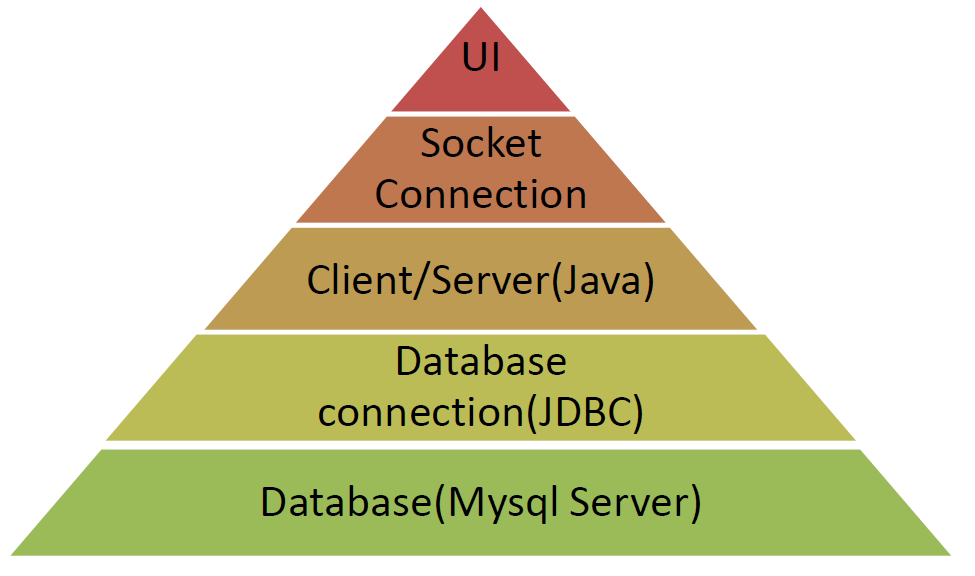 UI
Socket
Connection
Client/Server(Java)
Database
connection(JDBC)
Database(Mysql Server)